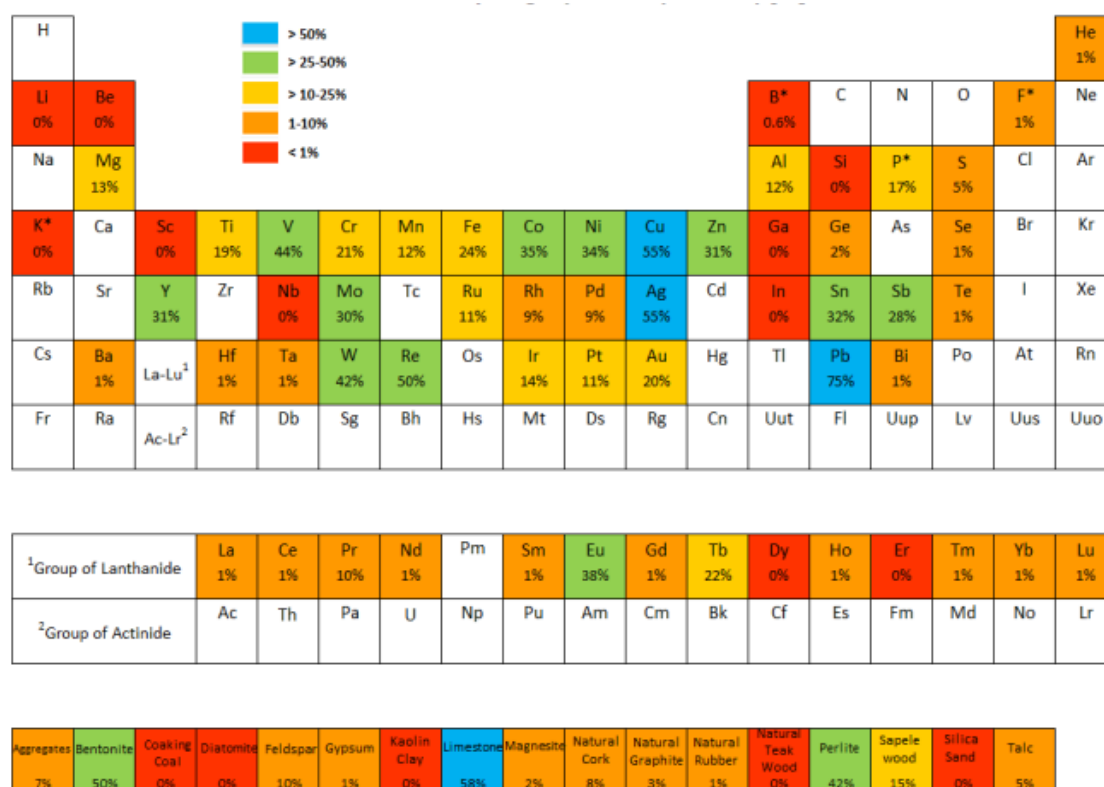 H > 50% He
> 25-50% 1%
Li Be > 10-25% B* C N O F* Ne
0% 0% 1-10% 0.6% 1%
Na Mg < 1% Al Si P* S Cl Ar
13% 12% 0% 17% 5%
K* Ca Sc Ti V Cr Mn Fe Co Ni Cu Zn Ga Ge As Se Br Kr
0% 0% 19% 44% 21% 12% 24% 35% 34% 55% 31% 0% 2% 1%
Rb Sr Y Zr Nb Mo Tc Ru Rh Pd Ag Cd In Sn Sb Te I Xe
31% 0% 30% 11% 9% 9% 55% 0% 32% 28% 1%
Cs Ba La-Lu¹ Hf Ta W Re Os Ir Pt Au Hg Tl Pb Bi Po At Rn
1% 1% 1% 42% 50% 14% 11% 20% 75% 1%
Fr Ra Ac-Lr² Rf Db Sg Bh Hs Mt Ds Rg Cn Uut Fl Uup Lv Uus Uuo
¹Group of Lanthanide La Ce Pr Nd Pm Sm Eu Gd Tb Dy Ho Er Tm Yb Lu
1% 1% 10% 1% 1% 38% 1% 22% 0% 1% 0% 1% 1% 1%
²Group of Actinide Ac Th Pa U Np Pu Am Cm Bk Cf Es Fm Md No Lr
Aggregates Bentonite Coaking Coal Diatomite Feldspar Gypsum Kaolin Clay Limestone Magnesite Natural Cork Natural Graphite Natural Rubber Natural Teak Wood Perlite Sapele wood Silica Sand Talc
7% 50% 0% 0% 10% 1% 0% 58% 2% 8% 3% 1% 0% 42% 15% 0% 5%